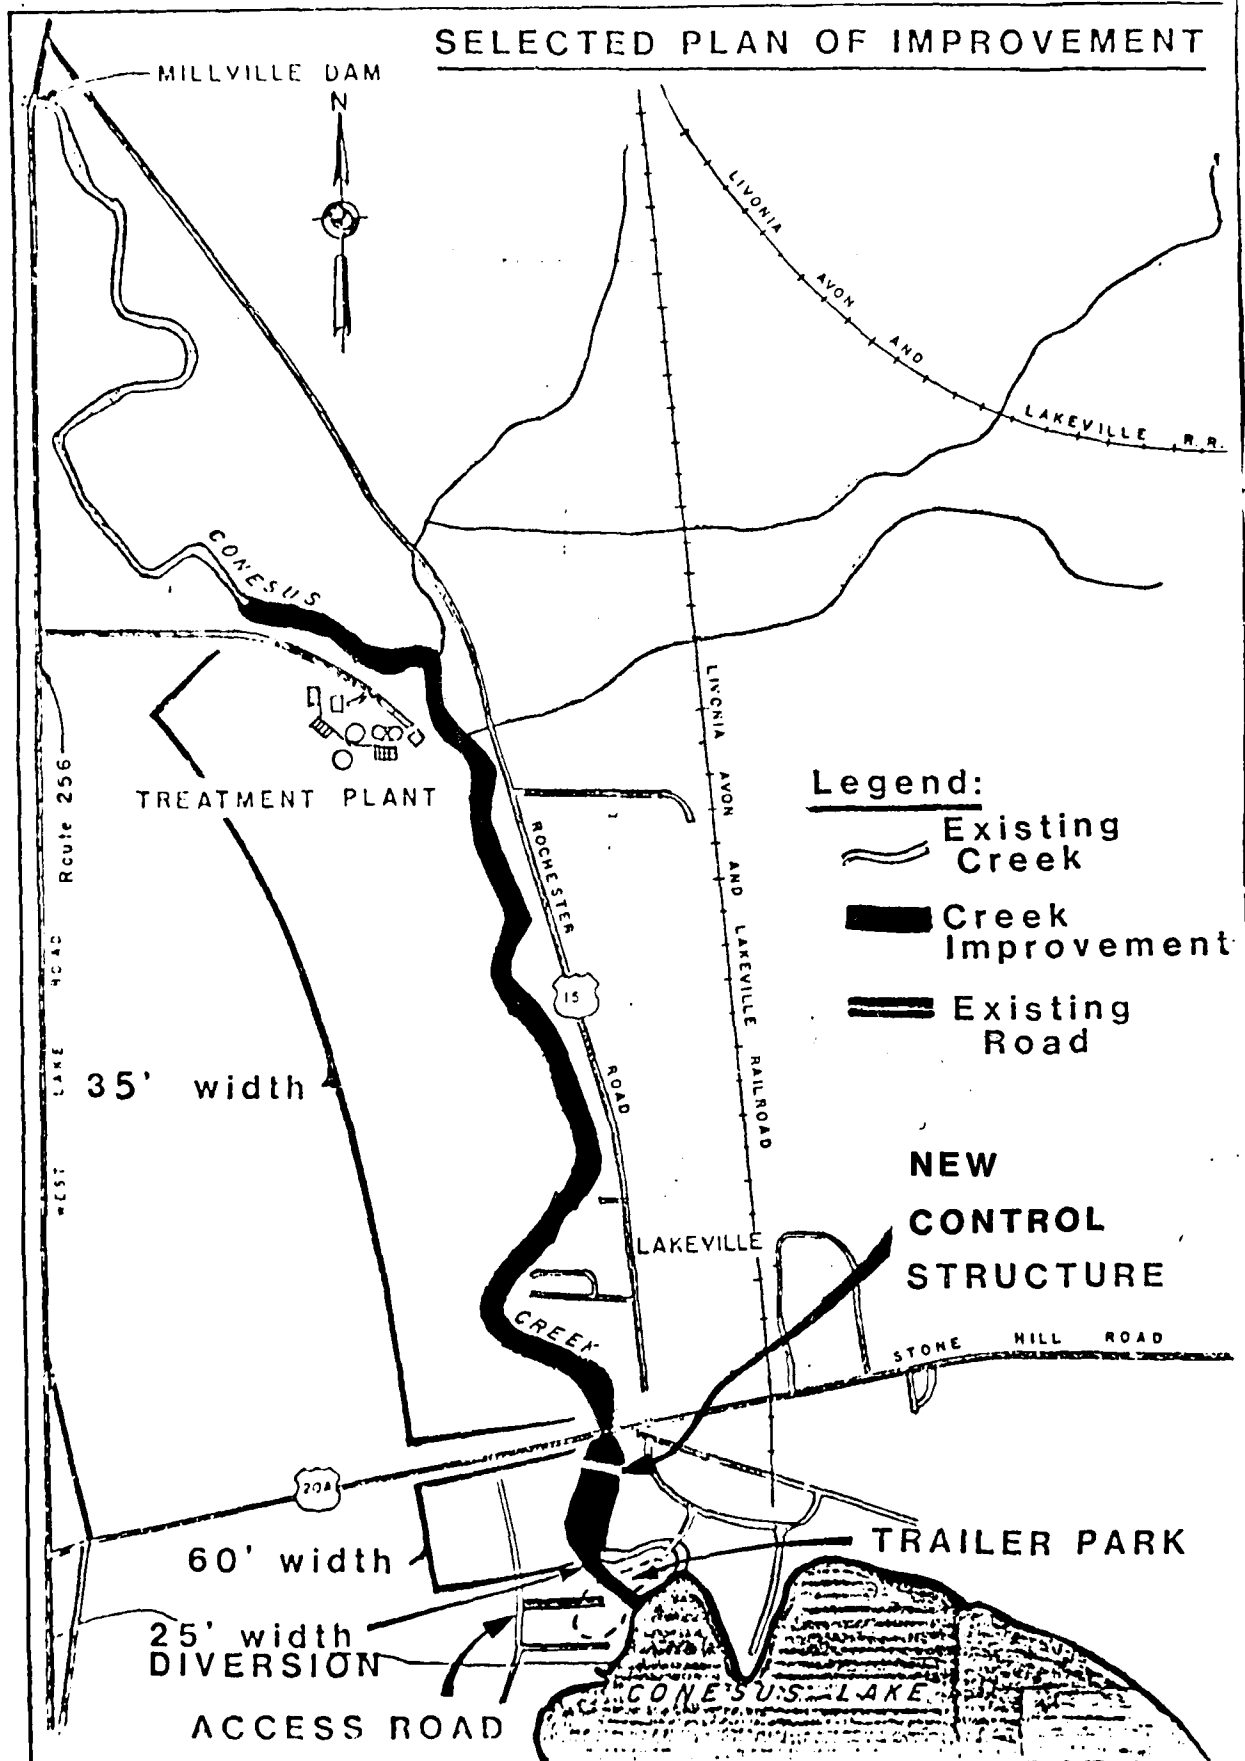 SELECTED PLAN OF IMPROVEMENT
MILLVILLE DAM
N
LIVONIA AVON AND LAKEVILLE R.R.
CONESUS
TREATMENT PLANT
WEST LAKE ROAD Route 256
LIVONIA AVON AND LAKEVILLE RAILROAD
ROCHESTER ROAD
15
Legend:
Existing
Creek
Creek
Improvement
Existing
Road
35' width
NEW
CONTROL
STRUCTURE
LAKEVILLE
CREEK
STONE HILL ROAD
20A
60' width
TRAILER PARK
25' width
DIVERSION
ACCESS ROAD
CONESUS LAKE